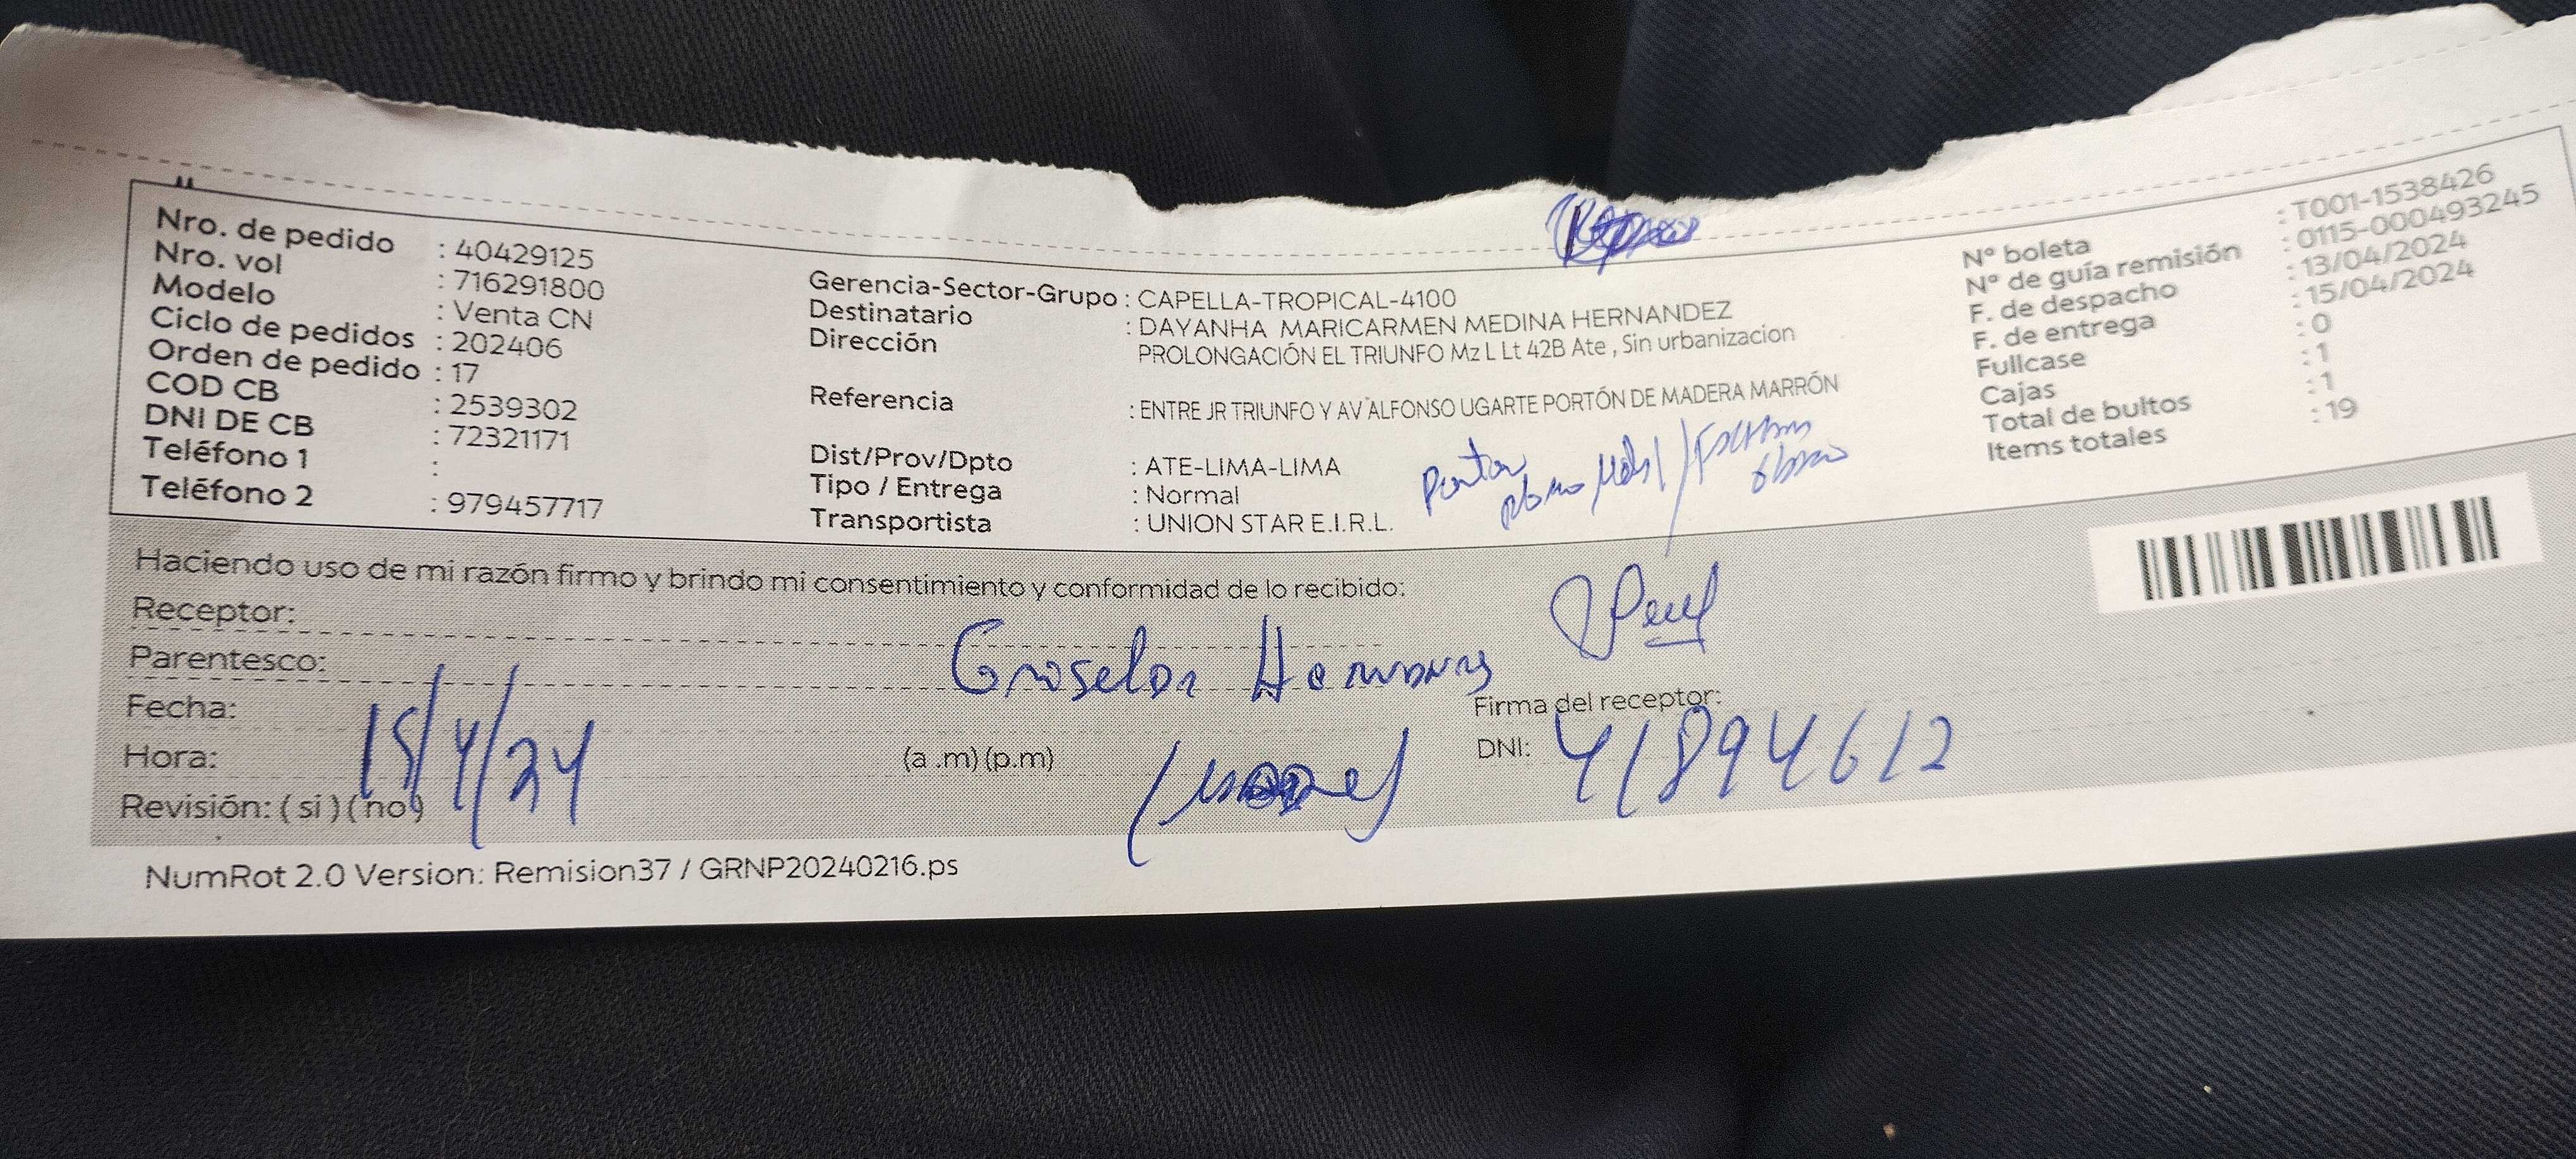 Nro. de pedido : 40429125
Nro. vol : 716291800
Modelo : Venta CN
Ciclo de pedidos : 202406
Orden de pedido : 17
COD CB : 2539302
DNI DE CB : 72321171
Teléfono 1 :
Teléfono 2 : 979457717
Gerencia-Sector-Grupo : CAPELLA-TROPICAL-4100
Destinatario : DAYANHA MARICARMEN MEDINA HERNANDEZ
Dirección PROLONGACIÓN EL TRIUNFO Mz L Lt 42B Ate , Sin urbanizacion
Referencia : ENTRE JR TRIUNFO Y AV ALFONSO UGARTE PORTÓN DE MADERA MARRÓN
Dist/Prov/Dpto : ATE-LIMA-LIMA
Tipo / Entrega : Normal
Transportista : UNION STAR E.I.R.L.
N° boleta : T001-1538426
N° de guía remisión : 0115-000493245
F. de despacho : 13/04/2024
F. de entrega : 15/04/2024
Fullcase : 0
Cajas : 1
Total de bultos : 1
Items totales : 19
Haciendo uso de mi razón firmo y brindo mi consentimiento y conformidad de lo recibido:
Receptor:
Parentesco:
Fecha: 15/4/24
Hora: (a .m) (p.m)
Revisión: ( si ) ( no )
Firma del receptor:
DNI: 41894612
NumRot 2.0 Version: Remision37 / GRNP20240216.ps